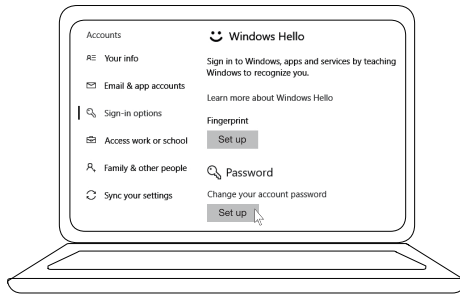 Accounts
Your info
Email & app accounts
Sign-in options
Access work or school
Family & other people
Sync your settings
Windows Hello
Sign in to Windows, apps and services by teaching
Windows to recognize you.
Learn more about Windows Hello
Fingerprint
Set up
Password
Change your account password
Set up